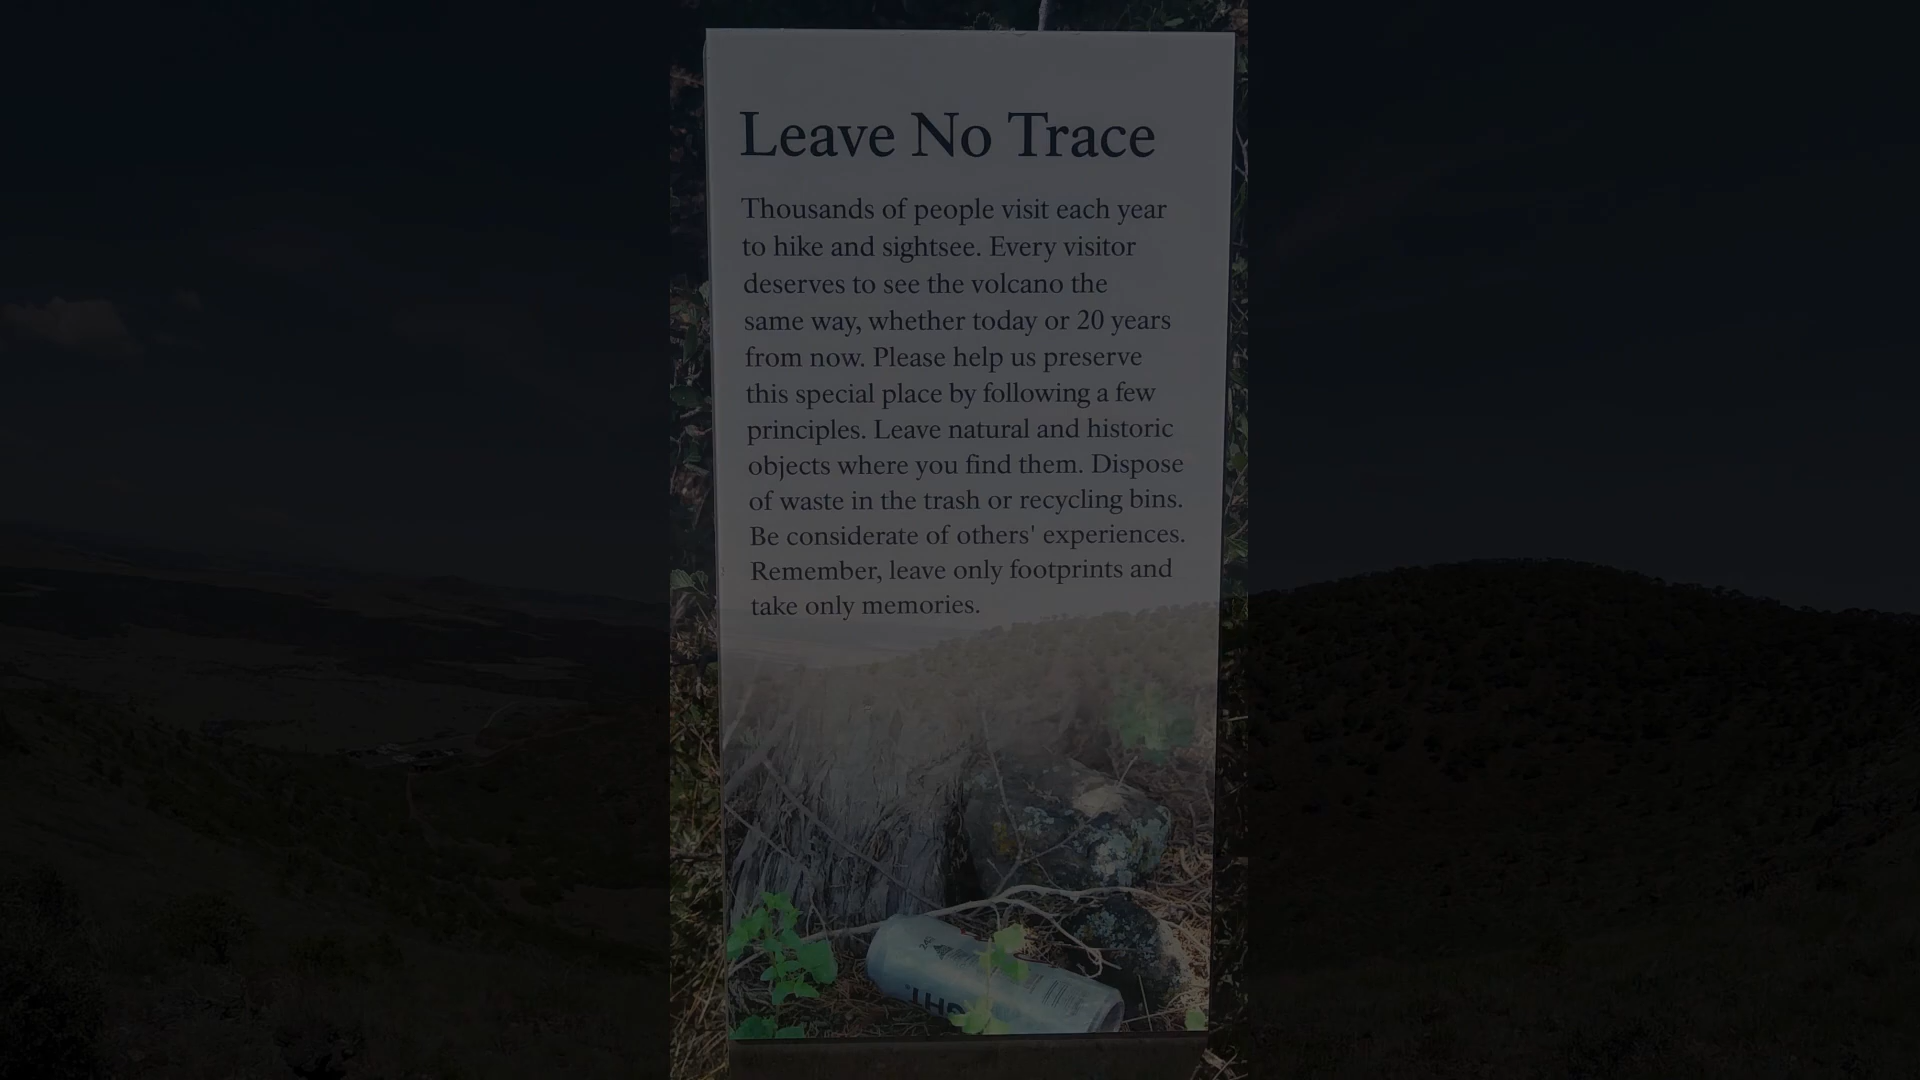 Leave No Trace
Thousands of people visit each year
to hike and sightsee. Every visitor
deserves to see the volcano the
same way, whether today or 20 years
from now. Please help us preserve
this special place by following a few
principles. Leave natural and historic
objects where you find them. Dispose
of waste in the trash or recycling bins.
Be considerate of others' experiences.
Remember, leave only footprints and
take only memories.